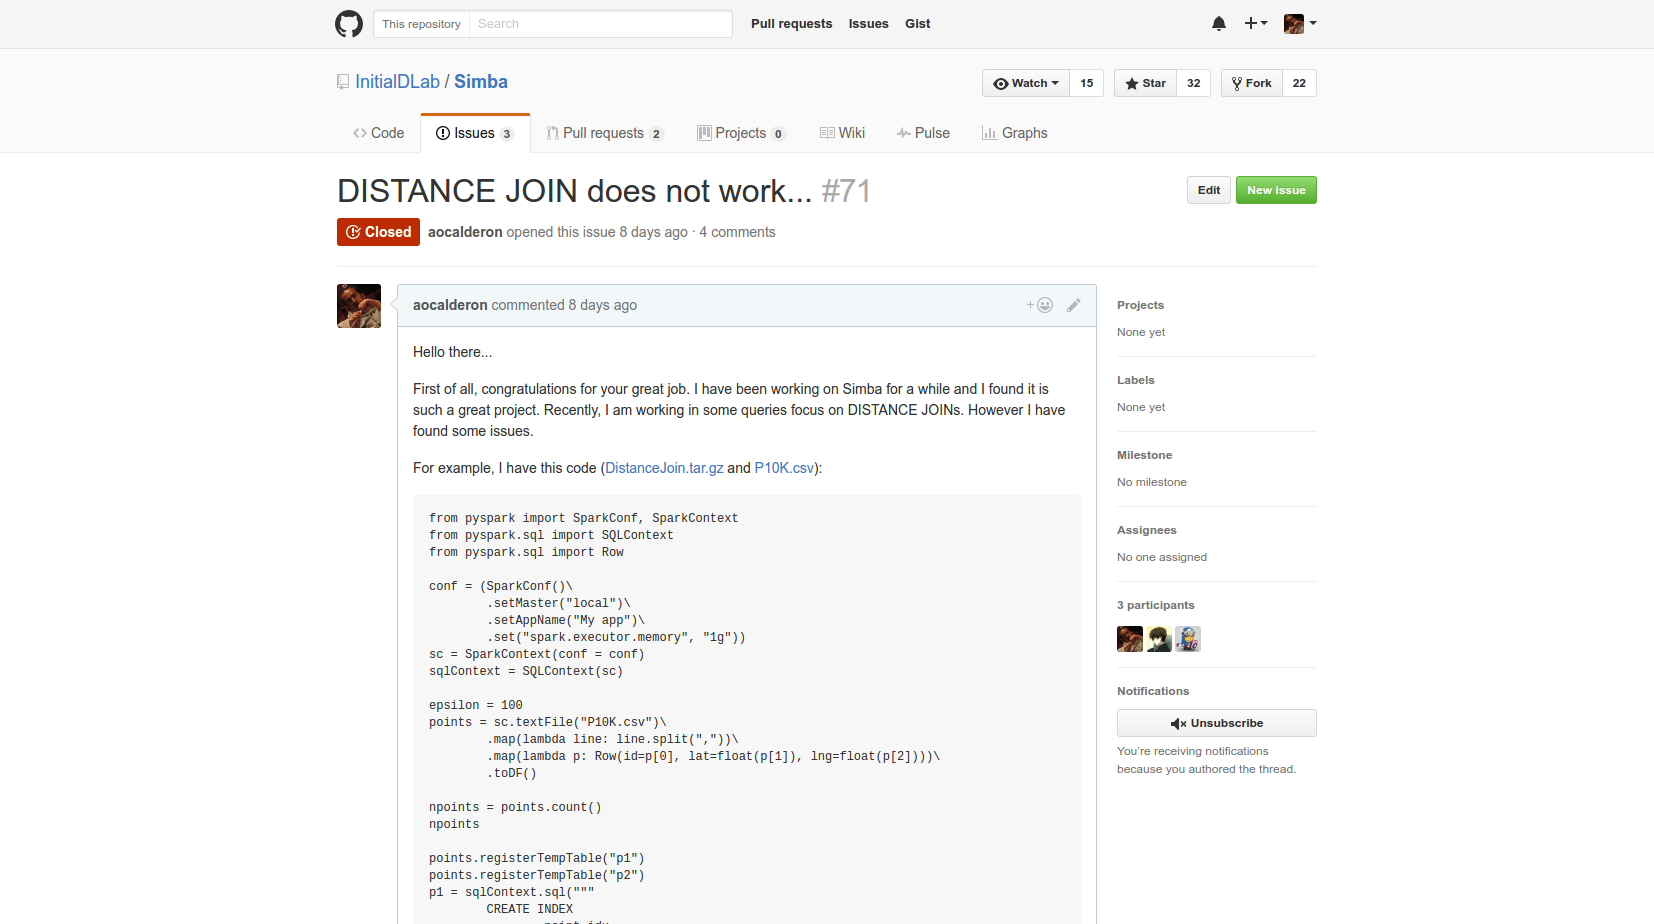 This repository Search Pull requests Issues Gist
InitialDLab / Simba Watch 15 Star 32 Fork 22
Code Issues 3 Pull requests 2 Projects 0 Wiki Pulse Graphs
DISTANCE JOIN does not work... #71 Edit New issue
Closed aocalderon opened this issue 8 days ago · 4 comments
aocalderon commented 8 days ago
Hello there...
First of all, congratulations for your great job. I have been working on Simba for a while and I found it is
such a great project. Recently, I am working in some queries focus on DISTANCE JOINs. However I have
found some issues.
For example, I have this code (DistanceJoin.tar.gz and P10K.csv):
from pyspark import SparkConf, SparkContext
from pyspark.sql import SQLContext
from pyspark.sql import Row
conf = (SparkConf()\
.setMaster("local")\
.setAppName("My app")\
.set("spark.executor.memory", "1g"))
sc = SparkContext(conf = conf)
sqlContext = SQLContext(sc)
epsilon = 100
points = sc.textFile("P10K.csv")\
.map(lambda line: line.split(","))\
.map(lambda p: Row(id=p[0], lat=float(p[1]), lng=float(p[2])))\
.toDF()
npoints = points.count()
npoints
points.registerTempTable("p1")
points.registerTempTable("p2")
p1 = sqlContext.sql("""
CREATE INDEX
Projects
None yet
Labels
None yet
Milestone
No milestone
Assignees
No one assigned
3 participants
Notifications
Unsubscribe
You're receiving notifications
because you authored the thread.